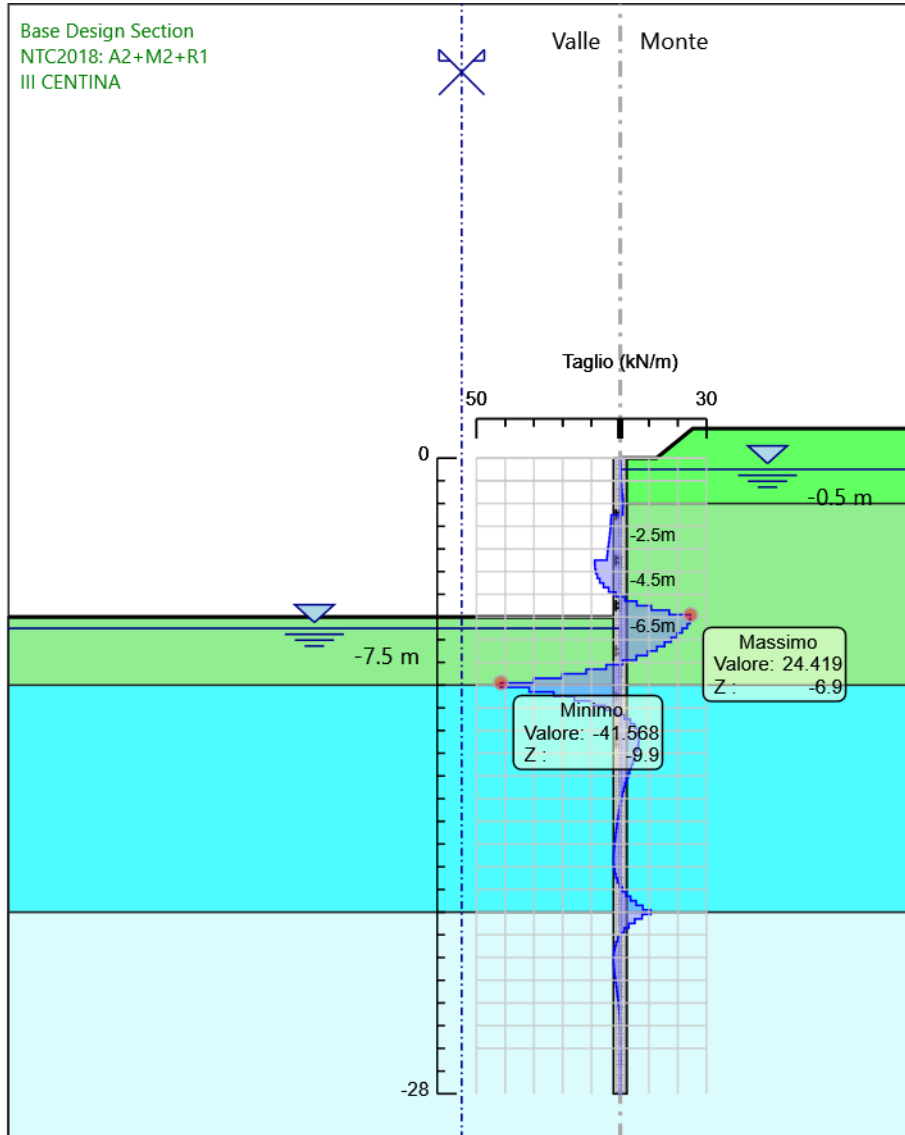 Base Design Section
NTC2018: A2+M2+R1
III CENTINA
Valle
Monte
Taglio (kN/m)
50
30
0
-0.5 m
-2.5m
-4.5m
-6.5m
-7.5 m
Massimo
Valore: 24.419
Z : -6.9
Minimo
Valore: -41.568
Z : -9.9
-28